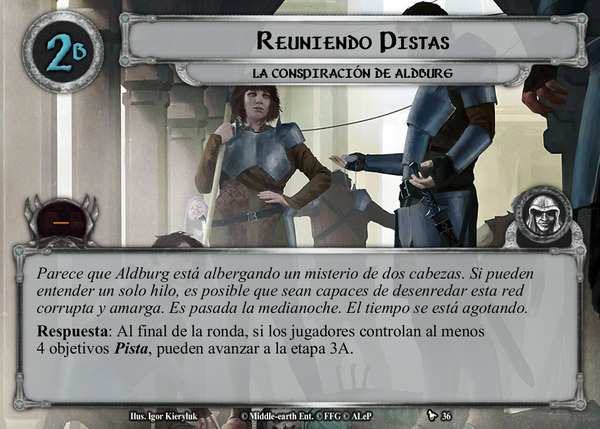 2B
Reuniendo Pistas
La conspiración de Aldburg
–
Parece que Aldburg está albergando un misterio de dos cabezas. Si pueden
entender un solo hilo, es posible que sean capaces de desenredar esta red
corrupta y amarga. Es pasada la medianoche. El tiempo se está agotando.
Respuesta: Al final de la ronda, si los jugadores controlan al menos
4 objetivos Pista, pueden avanzar a la etapa 3A.
Ilus. Igor Kieryluk © Middle-earth Ent. © FFG © ALeP 36